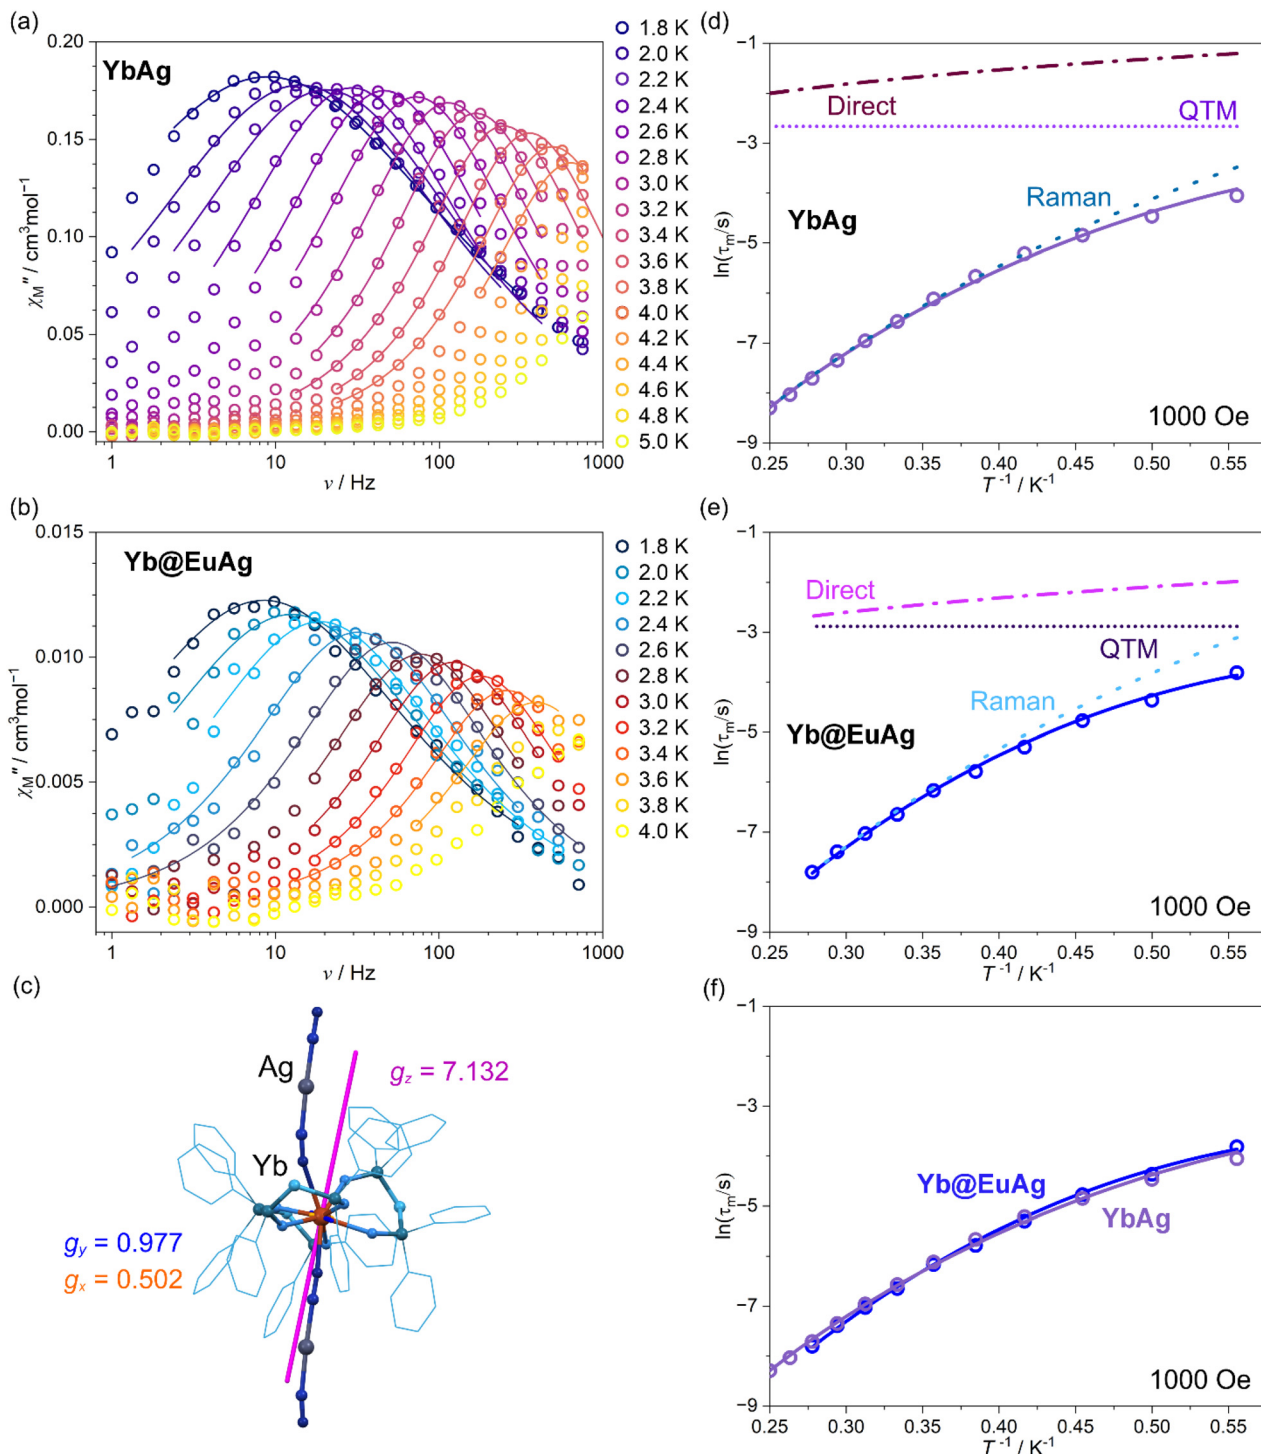 (a)
YbAg
0.20
0.15
0.10
0.05
0.00
χM″ / cm³mol⁻¹
1
10
100
1000
ν / Hz
1.8 K
2.0 K
2.2 K
2.4 K
2.6 K
2.8 K
3.0 K
3.2 K
3.4 K
3.6 K
3.8 K
4.0 K
4.2 K
4.4 K
4.6 K
4.8 K
5.0 K
(d)
−1
−3
−5
−7
−9
ln(τm/s)
Direct
QTM
Raman
YbAg
1000 Oe
0.25 0.30 0.35 0.40 0.45 0.50 0.55
T⁻¹ / K⁻¹
(b)
Yb@EuAg
0.015
0.010
0.005
0.000
χM″ / cm³mol⁻¹
1
10
100
1000
ν / Hz
1.8 K
2.0 K
2.2 K
2.4 K
2.6 K
2.8 K
3.0 K
3.2 K
3.4 K
3.6 K
3.8 K
4.0 K
(e)
−1
−3
−5
−7
−9
ln(τm/s)
Direct
QTM
Raman
Yb@EuAg
1000 Oe
0.25 0.30 0.35 0.40 0.45 0.50 0.55
T⁻¹ / K⁻¹
(c)
Ag
gz = 7.132
Yb
gy = 0.977
gx = 0.502
(f)
−1
−3
−5
−7
−9
ln(τm/s)
Yb@EuAg
YbAg
1000 Oe
0.25 0.30 0.35 0.40 0.45 0.50 0.55
T⁻¹ / K⁻¹